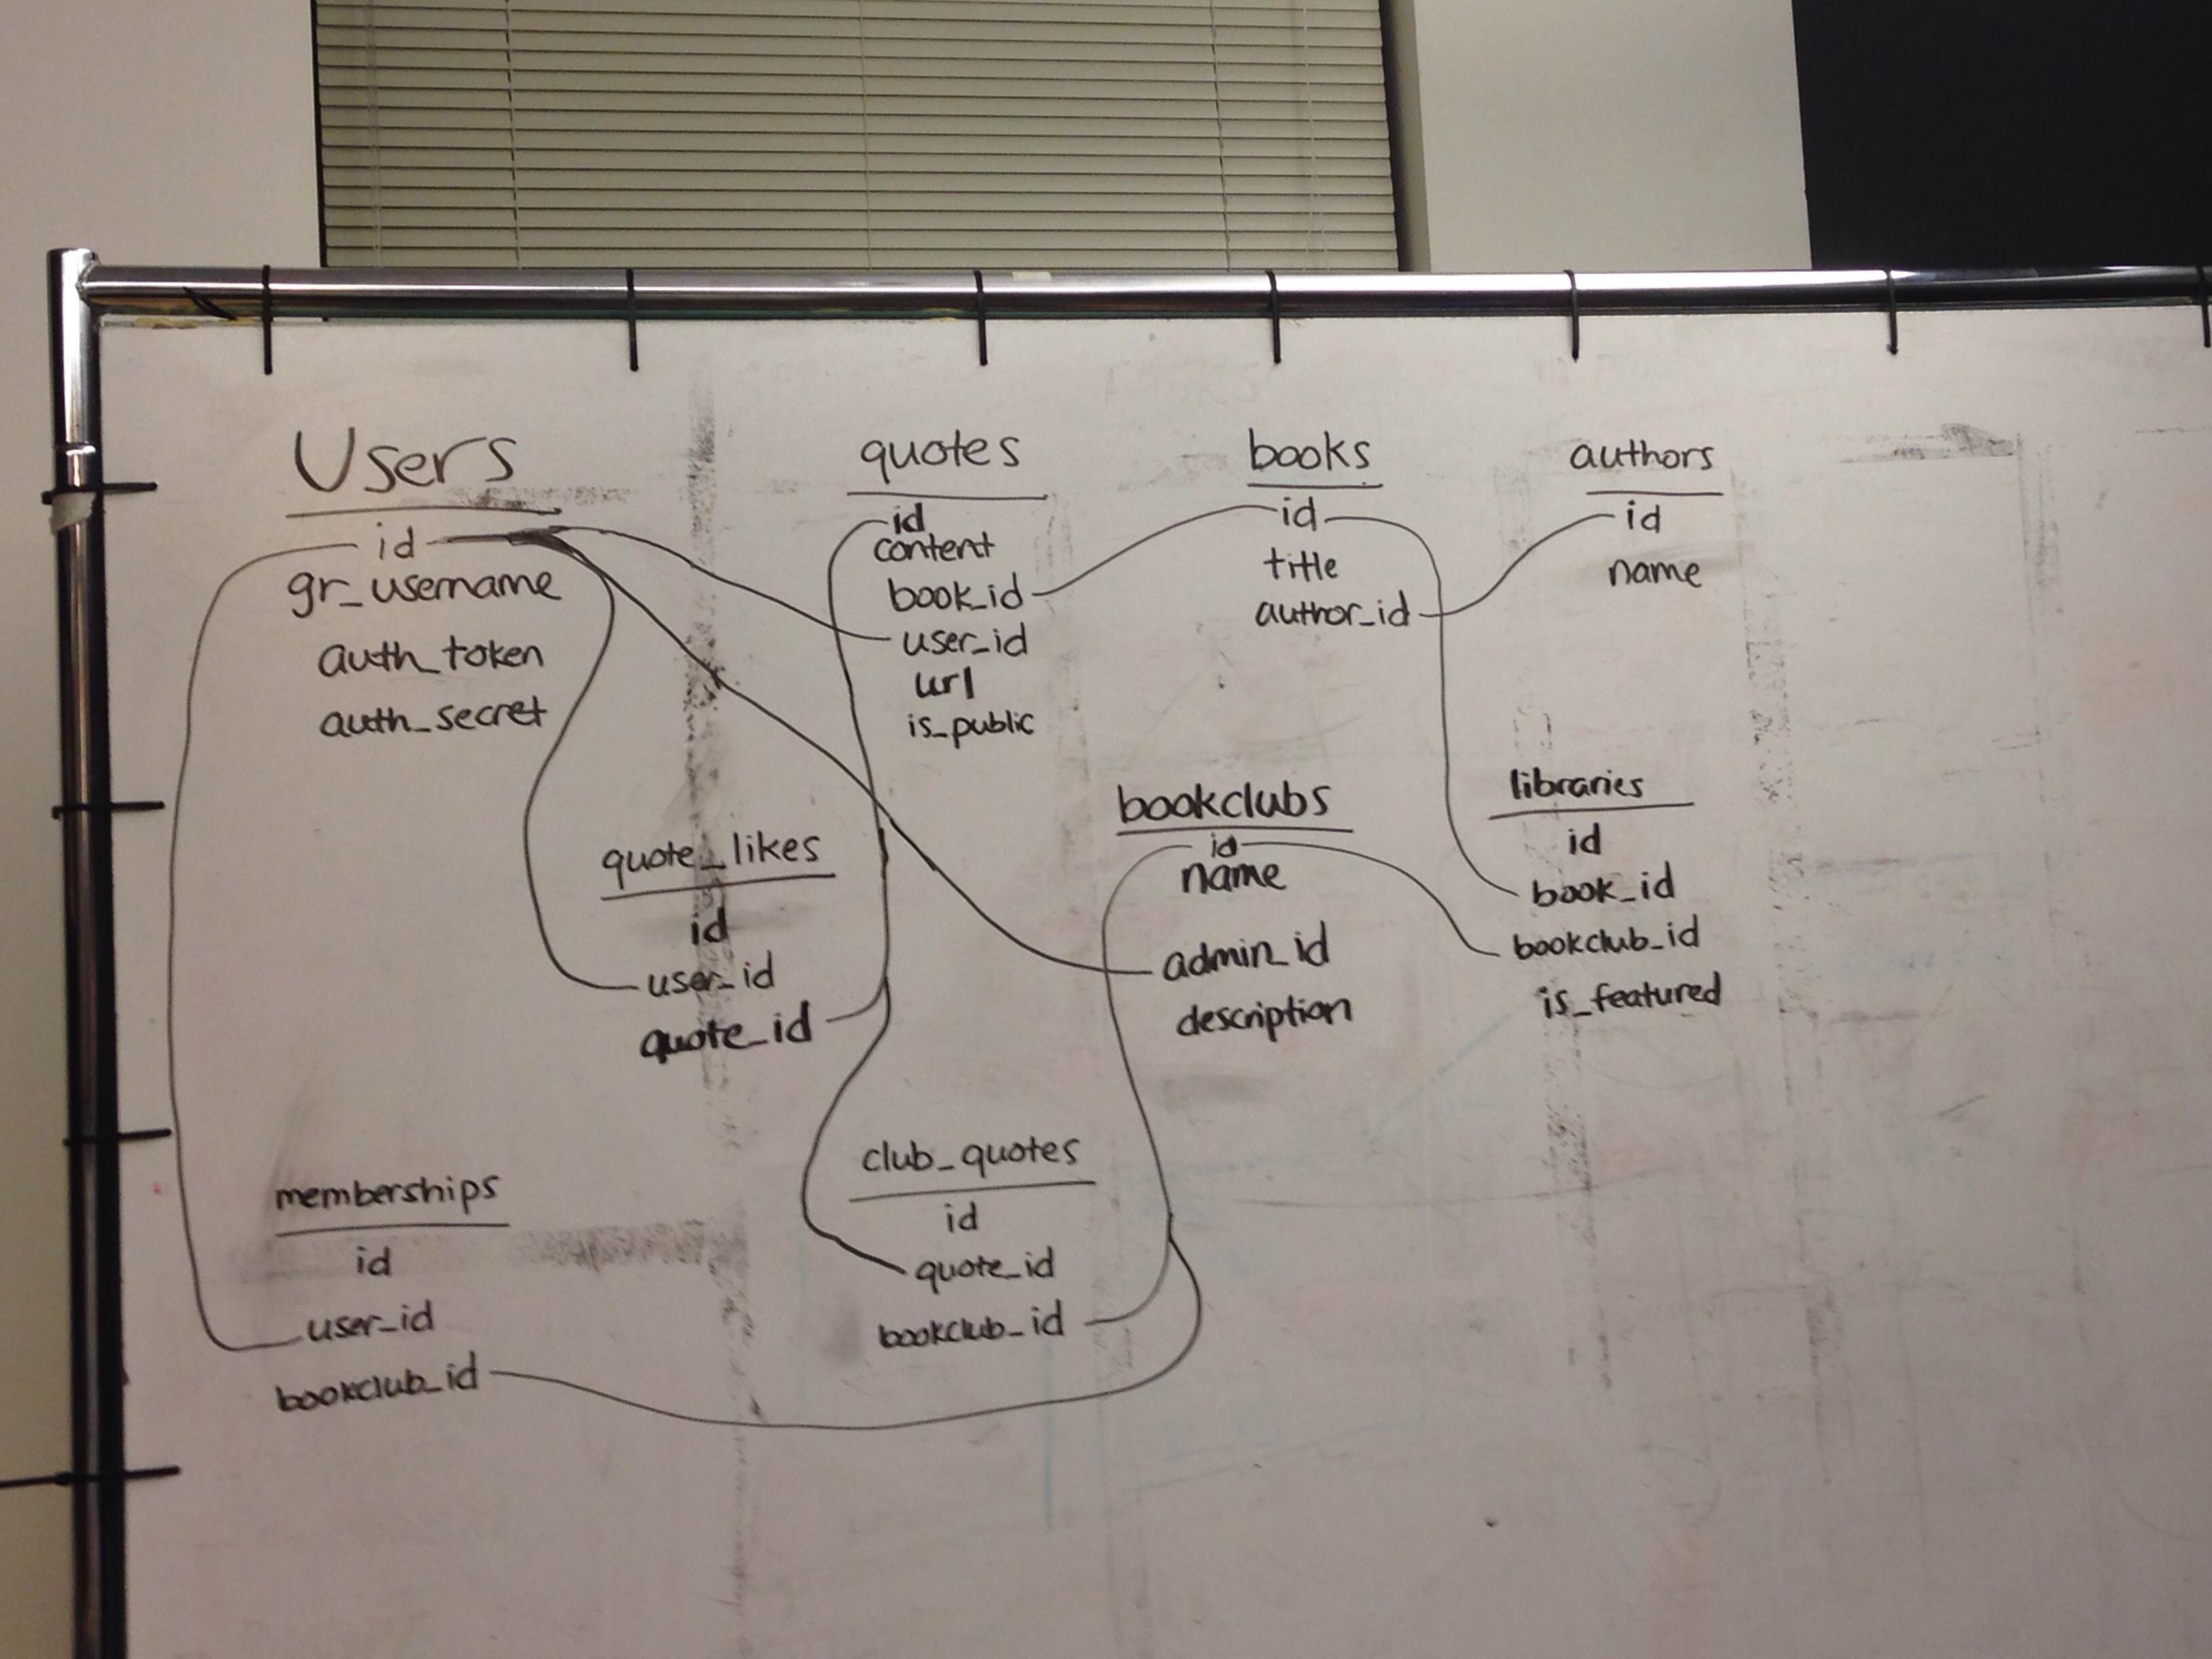 Users
id
gr_username
auth_token
auth_secret
quotes
id
content
book_id
user_id
url
is_public
books
id
title
author_id
authors
id
name
quote_likes
id
user_id
quote_id
bookclubs
id
name
admin_id
description
libraries
id
book_id
bookclub_id
is_featured
memberships
id
user_id
bookclub_id
club_quotes
id
quote_id
bookclub_id